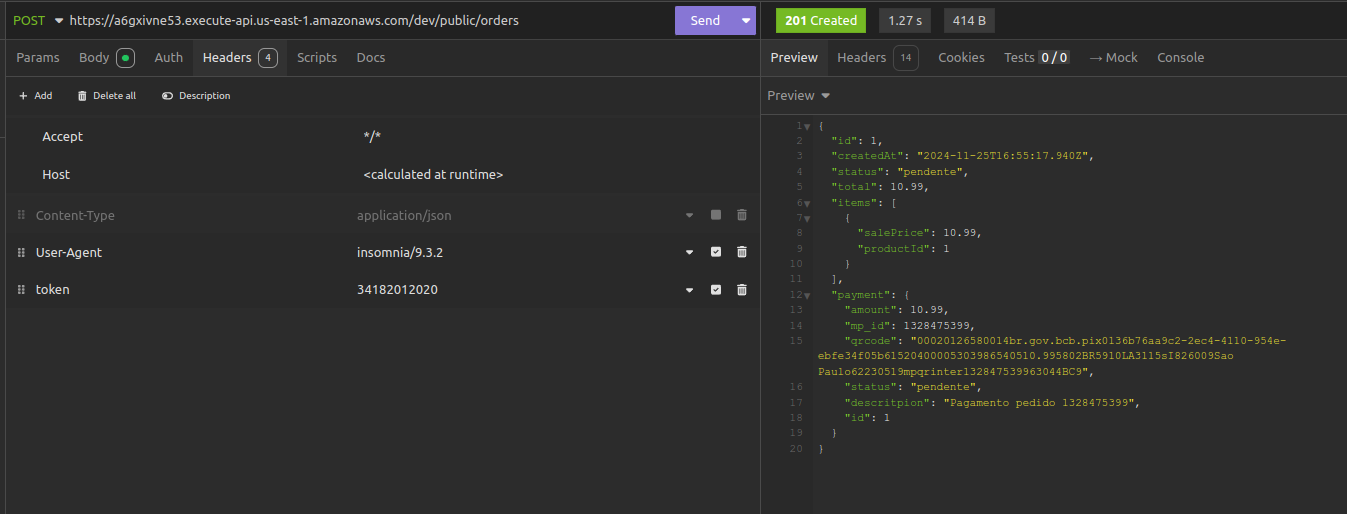 POST https://a6gxivne53.execute-api.us-east-1.amazonaws.com/dev/public/orders Send
Params Body Auth Headers 4 Scripts Docs
Add Delete all Description
Accept */*
Host <calculated at runtime>
Content-Type application/json
User-Agent insomnia/9.3.2
token 34182012020
201 Created 1.27 s 414 B
Preview Headers 14 Cookies Tests 0 / 0 → Mock Console
Preview
1 {
2 "id": 1,
3 "createdAt": "2024-11-25T16:55:17.940Z",
4 "status": "pendente",
5 "total": 10.99,
6 "items": [
7 {
8 "salePrice": 10.99,
9 "productId": 1
10 }
11 ],
12 "payment": {
13 "amount": 10.99,
14 "mp_id": 1328475399,
15 "qrcode": "00020126580014br.gov.bcb.pix0136b76aa9c2-2ec4-4110-954e-
ebfe34f05b61520400005303986540510.995802BR5910LA3115sI826009Sao
Paulo62230519mpqrinter132847539963044BC9",
16 "status": "pendente",
17 "descritpion": "Pagamento pedido 1328475399",
18 "id": 1
19 }
20 }